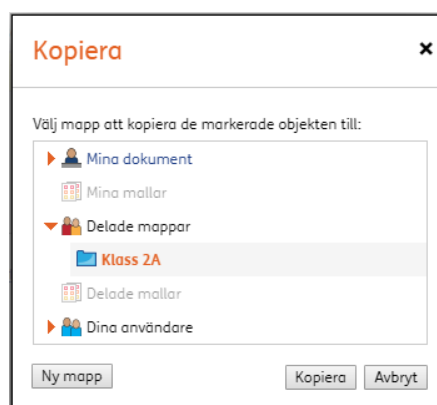 Kopiera
Välj mapp att kopiera de markerade objekten till:
Mina dokument
Mina mallar
Delade mappar
Klass 2A
Delade mallar
Dina användare
Ny mapp Kopiera Avbryt